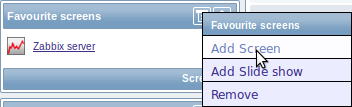 Favourite screens
Favourite screens
Zabbix server
Add Screen
Add Slide show
Remove